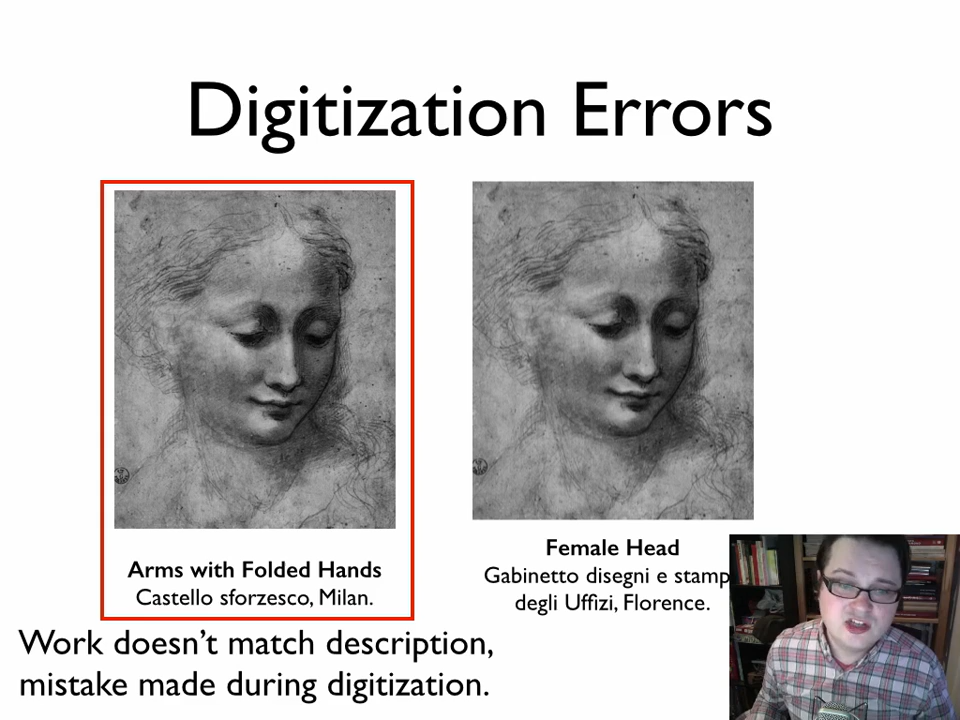 Digitization Errors
Arms with Folded Hands
Castello sforzesco, Milan.
Female Head
Gabinetto disegni e stamp
degli Uffizi, Florence.
Work doesn't match description,
mistake made during digitization.